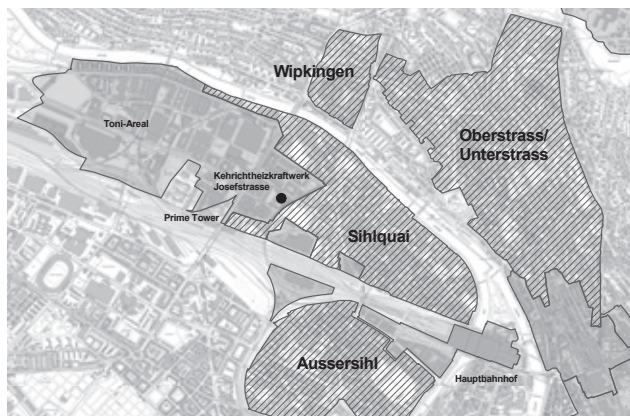 Wipkingen
Toni-Areal
Oberstrass/
Unterstrass
Kehrichtheizkraftwerk
Josefstrasse
Prime Tower
Sihlquai
Aussersihl
Hauptbahnhof